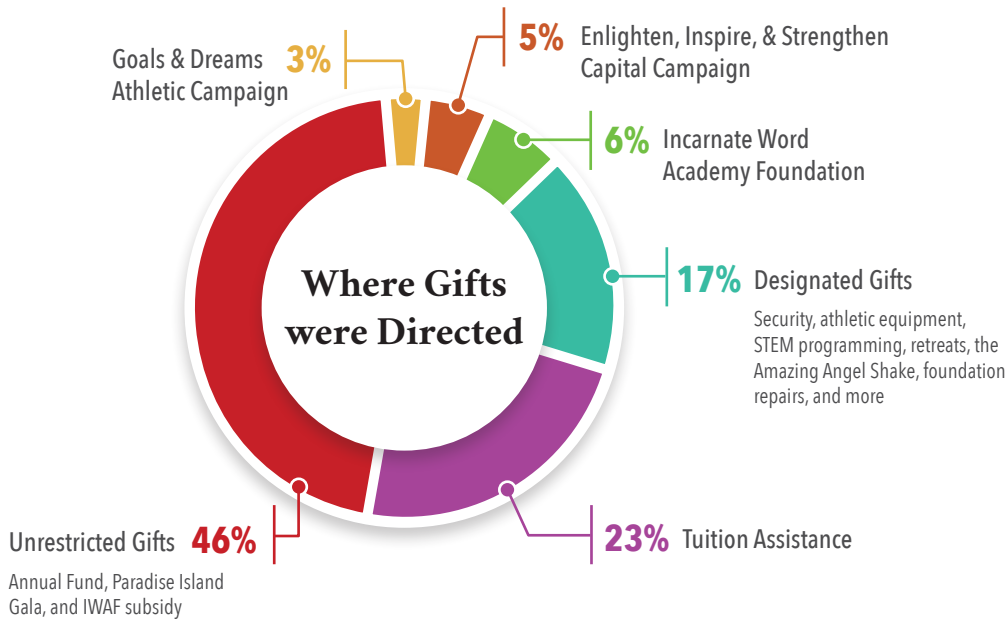 Where Gifts
were Directed
3%
Goals & Dreams
Athletic Campaign
5%
Enlighten, Inspire, & Strengthen
Capital Campaign
6%
Incarnate Word
Academy Foundation
17%
Designated Gifts
Security, athletic equipment,
STEM programming, retreats, the
Amazing Angel Shake, foundation
repairs, and more
23%
Tuition Assistance
Unrestricted Gifts
46%
Annual Fund, Paradise Island
Gala, and IWAF subsidy